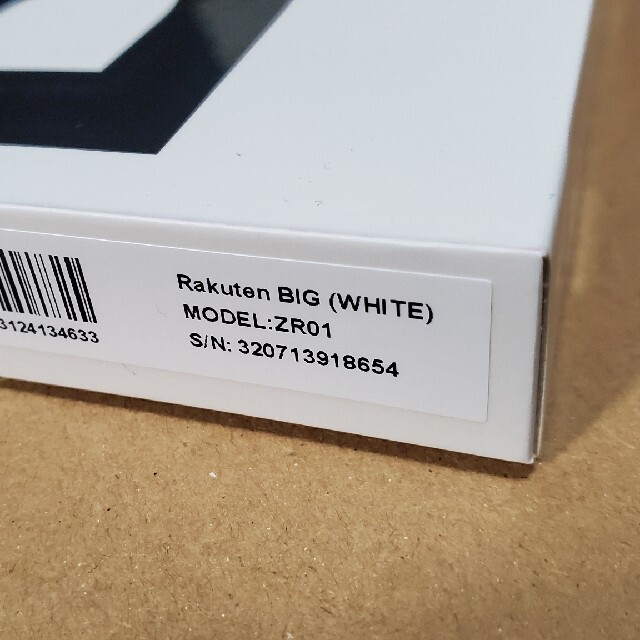 Rakuten BIG (WHITE)
MODEL:ZR01
S/N: 320713918654
3124134633